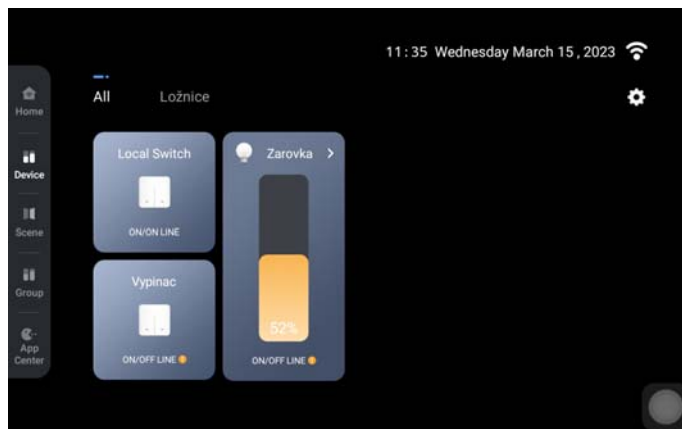 11:35 Wednesday March 15, 2023
Home
Device
Scene
Group
App
Center
All Ložnice
Local Switch
ON/ON LINE
Vypinac
ON/OFF LINE
Zarovka
52%
ON/OFF LINE